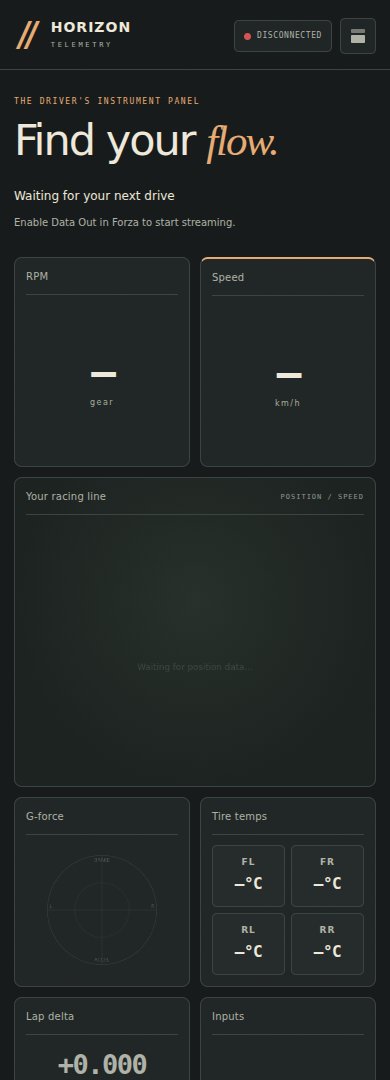 HORIZON
TELEMETRY
DISCONNECTED
THE DRIVER'S INSTRUMENT PANEL
Find your flow.
Waiting for your next drive
Enable Data Out in Forza to start streaming.
RPM
—
gear
Speed
—
km/h
Your racing line
POSITION / SPEED
Waiting for position data...
G-force
Tire temps
FL
—°C
FR
—°C
RL
—°C
RR
—°C
Lap delta
+0.000
Inputs